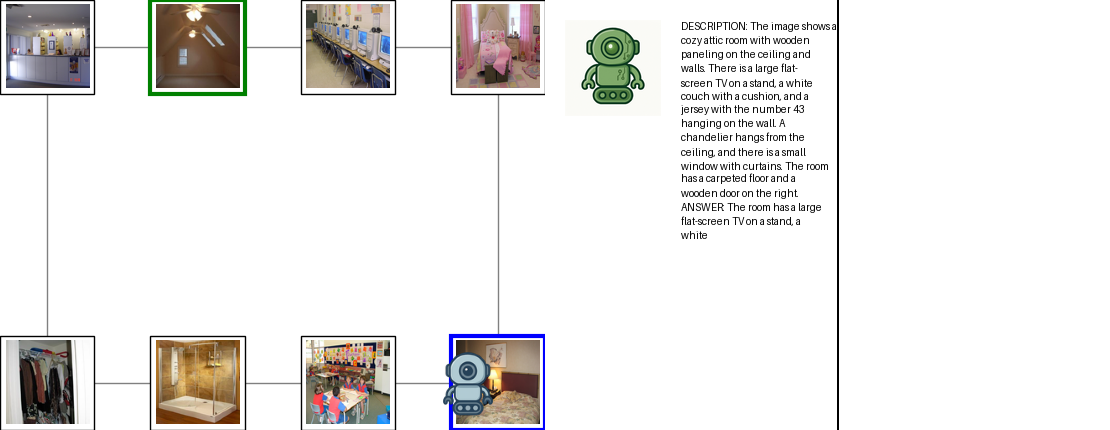 DESCRIPTION: The image shows a
cozy attic room with wooden
paneling on the ceiling and
walls. There is a large flat-
screen TV on a stand, a white
couch with a cushion, and a
jersey with the number 43
hanging on the wall. A
chandelier hangs from the
ceiling, and there is a small
window with curtains. The room
has a carpeted floor and a
wooden door on the right.
ANSWER: The room has a large
flat-screen TV on a stand, a
white